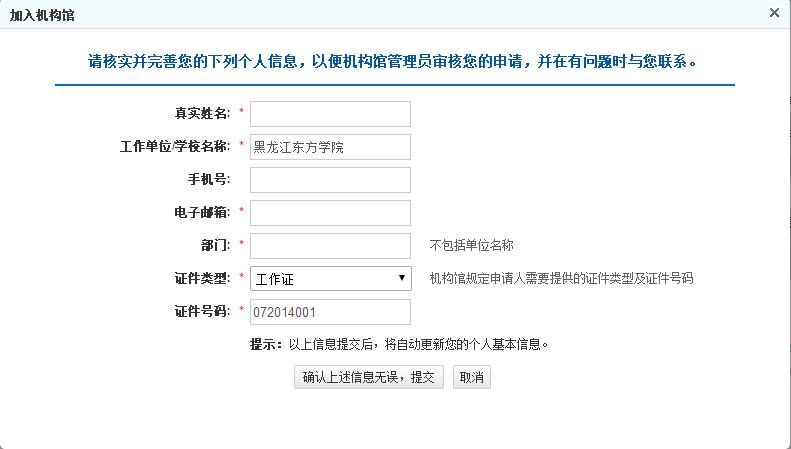 加入机构馆 ×
请核实并完善您的下列个人信息，以便机构馆管理员审核您的申请，并在有问题时与您联系。
真实姓名: *
工作单位/学校名称: * 黑龙江东方学院
手机号:
电子邮箱: *
部门: * 不包括单位名称
证件类型: * 工作证 机构馆规定申请人需要提供的证件类型及证件号码
证件号码: * 072014001
提示：以上信息提交后，将自动更新您的个人基本信息。
确认上述信息无误，提交 取消